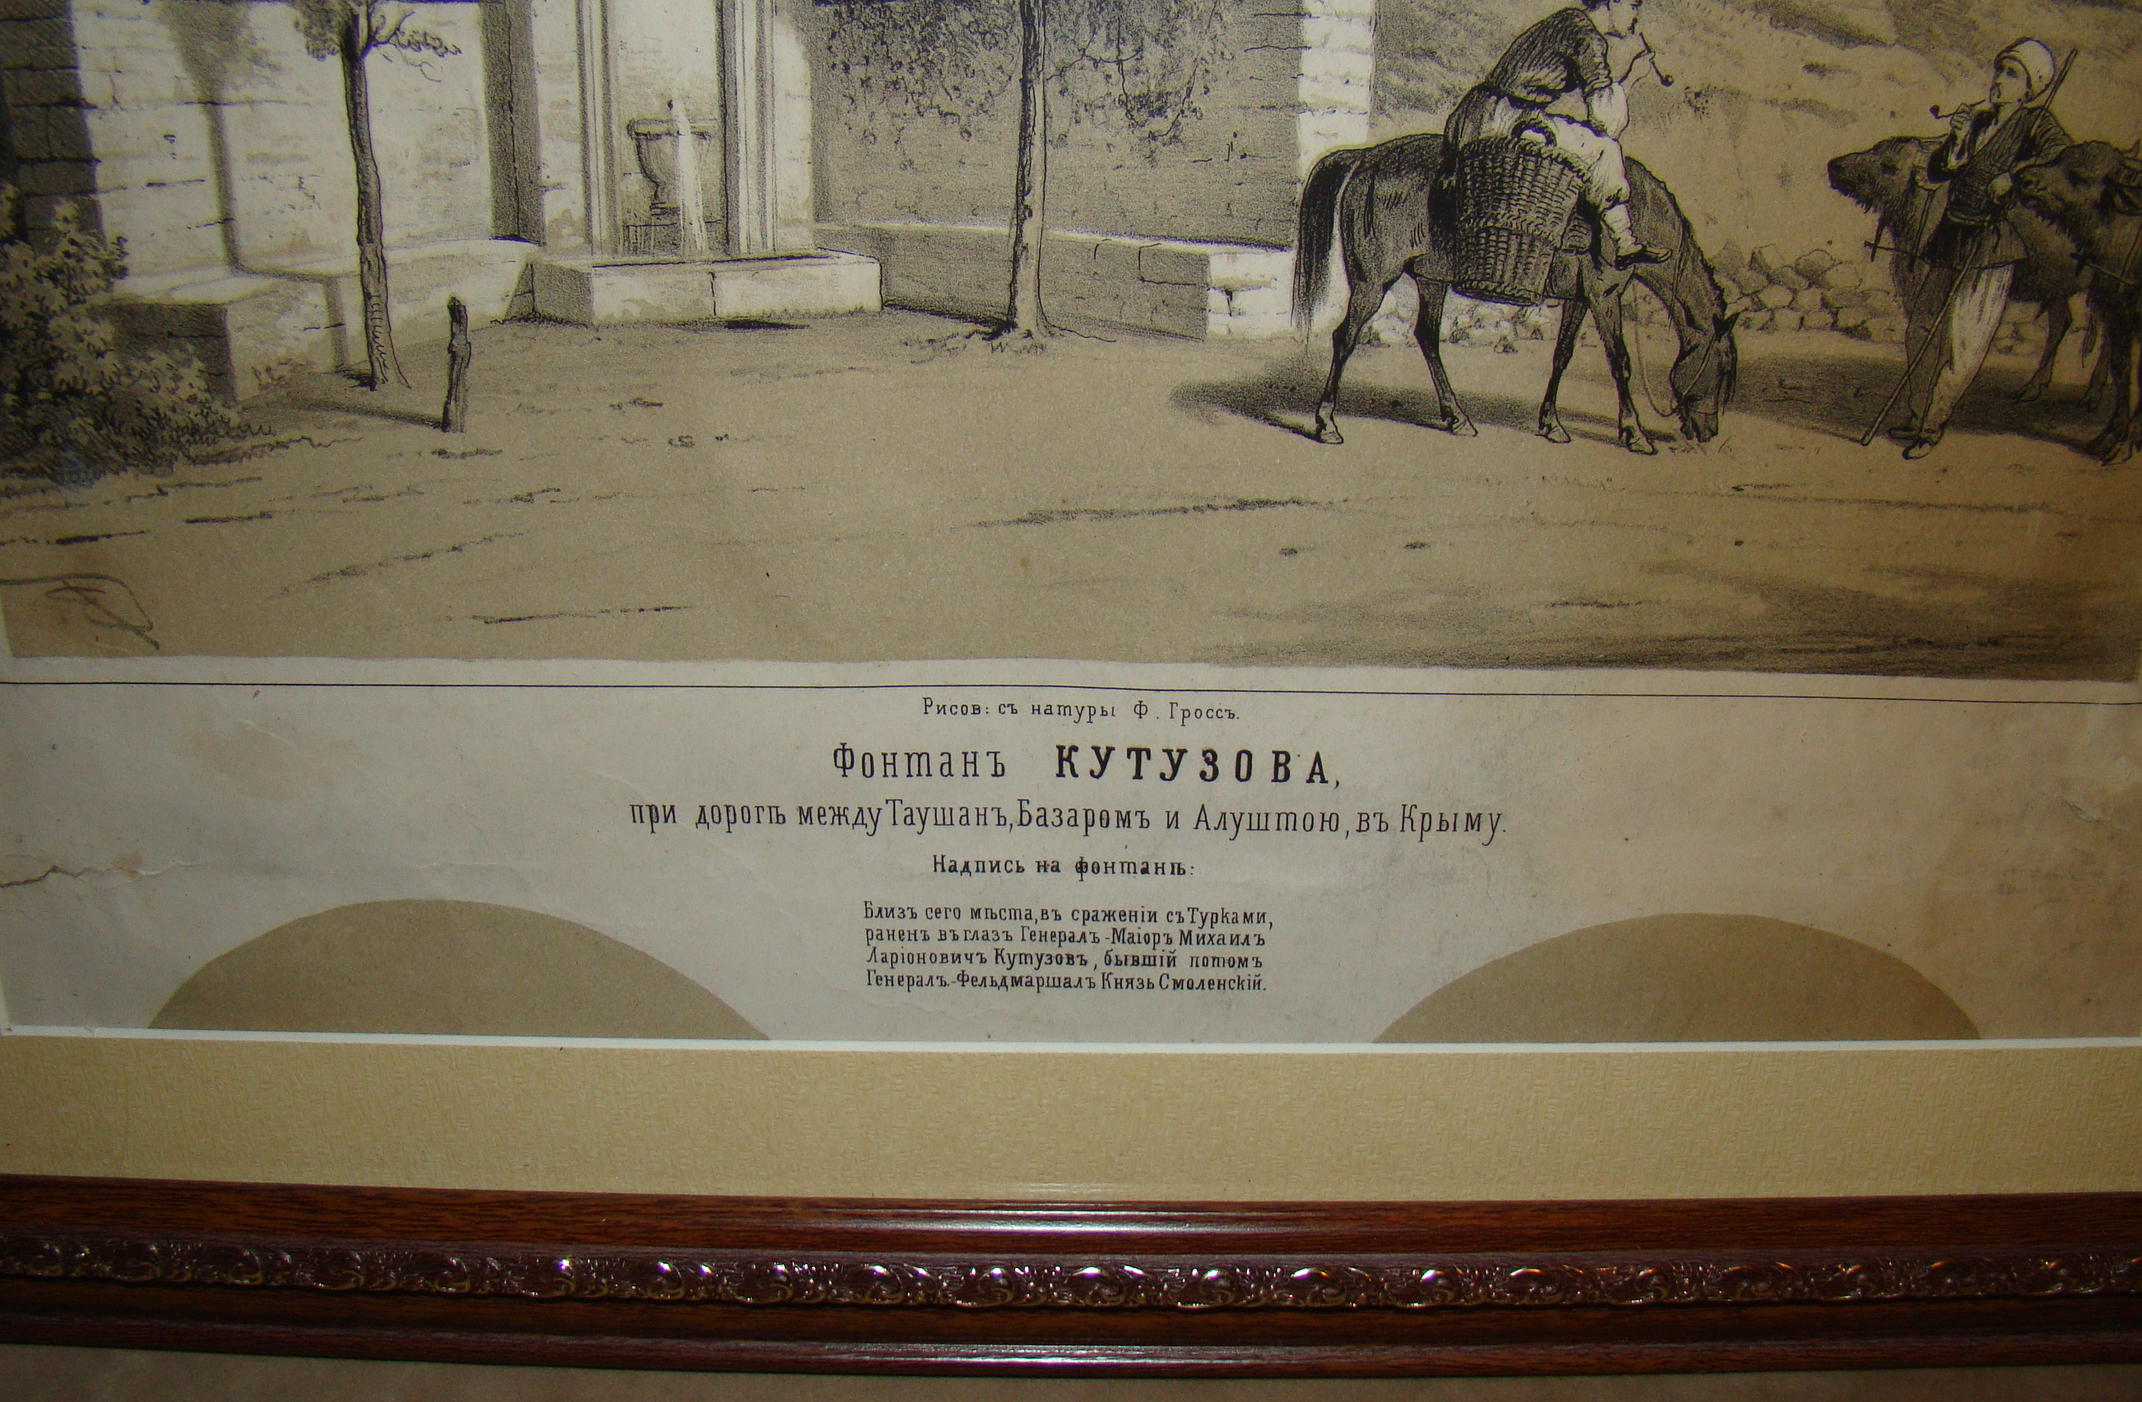 Рисов: съ натуры Ф. Гроссъ.
Фонтанъ КУТУЗОВА,
при дорогѣ между Таушанъ, Базаромъ и Алуштою, въ Крыму.
Надпись на фонтанѣ:
Близъ сего мѣста, въ сраженіи съ Турками,
раненъ въ глазъ Генералъ-Маіоръ Михаилъ
Ларіоновичъ Кутузовъ, бывшій потомъ
Генералъ.-Фельдмаршалъ Князь Смоленскій.